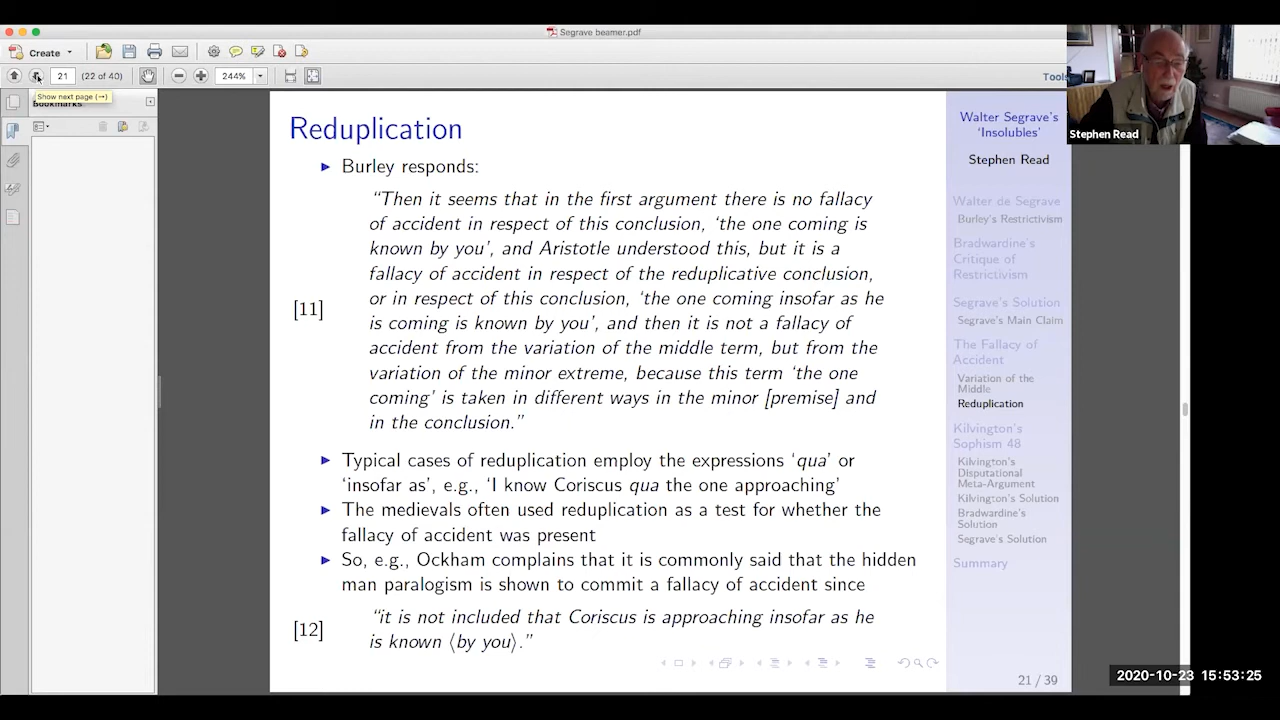 Segrave beamer.pdf
Create
21
(22 of 40)
244%
Tools
Show next page (→)
Bookmarks
Stephen Read
Reduplication
Burley responds:
“Then it seems that in the first argument there is no fallacy
of accident in respect of this conclusion, ‘the one coming is
known by you’, and Aristotle understood this, but it is a
fallacy of accident in respect of the reduplicative conclusion,
or in respect of this conclusion, ‘the one coming insofar as he
[11]
is coming is known by you’, and then it is not a fallacy of
accident from the variation of the middle term, but from the
variation of the minor extreme, because this term ‘the one
coming’ is taken in different ways in the minor [premise] and
in the conclusion.”
Typical cases of reduplication employ the expressions ‘qua’ or
‘insofar as’, e.g., ‘I know Coriscus qua the one approaching’
The medievals often used reduplication as a test for whether the
fallacy of accident was present
So, e.g., Ockham complains that it is commonly said that the hidden
man paralogism is shown to commit a fallacy of accident since
“it is not included that Coriscus is approaching insofar as he
[12]
is known ⟨by you⟩.”
Walter Segrave's
‘Insolubles’
Stephen Read
Walter de Segrave
Burley's Restrictivism
Bradwardine's
Critique of
Restrictivism
Segrave's Solution
Segrave's Main Claim
The Fallacy of
Accident
Variation of the
Middle
Reduplication
Kilvington's
Sophism 48
Kilvington's
Disputational
Meta-Argument
Kilvington's Solution
Bradwardine's
Solution
Segrave's Solution
Summary
21 / 39
2020-10-23 15:53:25